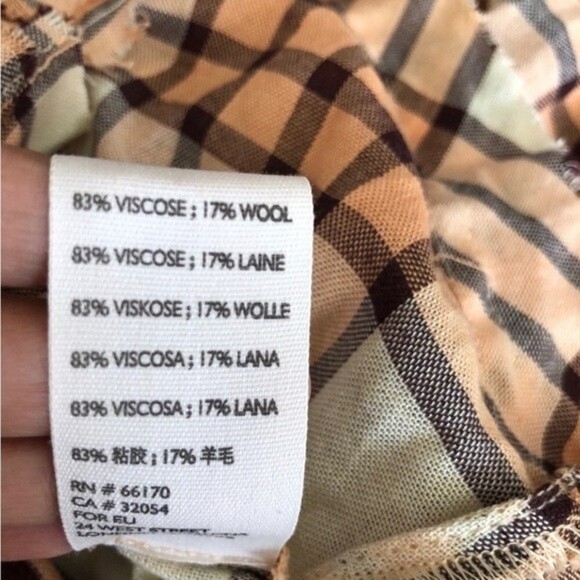 83% VISCOSE ; 17% WOOL
83% VISCOSE ; 17% LAINE
83% VISKOSE ; 17% WOLLE
83% VISCOSA ; 17% LANA
83% VISCOSA ; 17% LANA
83% 粘胶 ; 17% 羊毛
RN # 66170
CA # 32054
FOR EU
24 WEST STREET